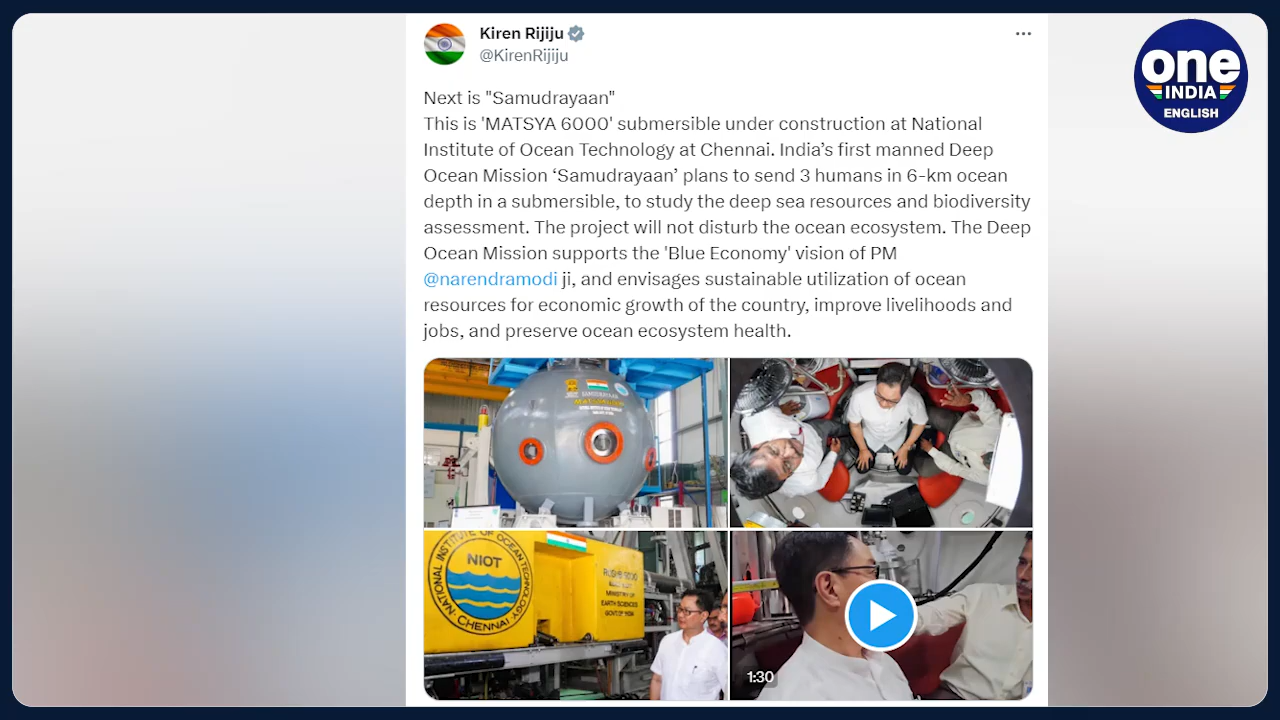 Kiren Rijiju
@KirenRijiju
Next is "Samudrayaan"
This is 'MATSYA 6000' submersible under construction at National
Institute of Ocean Technology at Chennai. India’s first manned Deep
Ocean Mission ‘Samudrayaan’ plans to send 3 humans in 6-km ocean
depth in a submersible, to study the deep sea resources and biodiversity
assessment. The project will not disturb the ocean ecosystem. The Deep
Ocean Mission supports the 'Blue Economy' vision of PM
@narendramodi ji, and envisages sustainable utilization of ocean
resources for economic growth of the country, improve livelihoods and
jobs, and preserve ocean ecosystem health.
one
INDIA
ENGLISH
SAMUDRAYAAN
MATSYA 6000
NATIONAL INSTITUTE OF OCEAN TECHNOLOGY
NIOT
CHENNAI
MINISTRY OF
EARTH SCIENCES
1:30